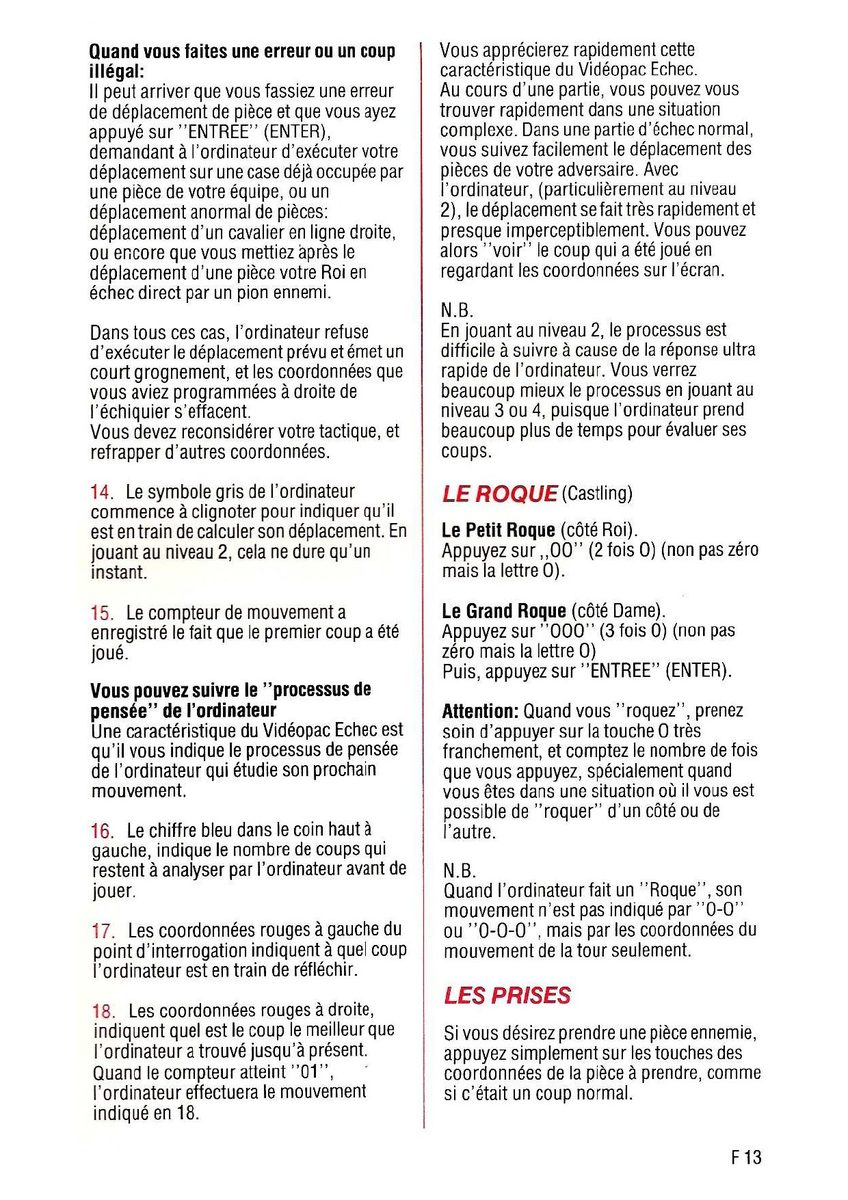 Quand vous faites une erreur ou un coup
illégal:
Il peut arriver que vous fassiez une erreur
de déplacement de pièce et que vous ayez
appuyé sur ''ENTREE'' (ENTER),
demandant à l'ordinateur d'exécuter votre
déplacement sur une case déjà occupée par
une pièce de votre équipe, ou un
déplacement anormal de pièces:
déplacement d'un cavalier en ligne droite,
ou encore que vous mettiez après le
déplacement d'une pièce votre Roi en
échec direct par un pion ennemi.

Dans tous ces cas, l'ordinateur refuse
d'exécuter le déplacement prévu et émet un
court grognement, et les coordonnées que
vous aviez programmées à droite de
l'échiquier s'effacent.
Vous devez reconsidérer votre tactique, et
refrapper d'autres coordonnées.

14. Le symbole gris de l'ordinateur
commence à clignoter pour indiquer qu'il
est en train de calculer son déplacement. En
jouant au niveau 2, cela ne dure qu'un
instant.

15. Le compteur de mouvement a
enregistré le fait que le premier coup a été
joué.

Vous pouvez suivre le ''processus de
pensée'' de l'ordinateur
Une caractéristique du Vidéopac Echec est
qu'il vous indique le processus de pensée
de l'ordinateur qui étudie son prochain
mouvement.

16. Le chiffre bleu dans le coin haut à
gauche, indique le nombre de coups qui
restent à analyser par l'ordinateur avant de
jouer.

17. Les coordonnées rouges à gauche du
point d'interrogation indiquent à quel coup
l'ordinateur est en train de réfléchir.

18. Les coordonnées rouges à droite,
indiquent quel est le coup le meilleur que
l'ordinateur a trouvé jusqu'à présent.
Quand le compteur atteint ''01'',
l'ordinateur effectuera le mouvement
indiqué en 18.

Vous apprécierez rapidement cette
caractéristique du Vidéopac Echec.
Au cours d'une partie, vous pouvez vous
trouver rapidement dans une situation
complexe. Dans une partie d'échec normal,
vous suivez facilement le déplacement des
pièces de votre adversaire. Avec
l'ordinateur, (particulièrement au niveau
2), le déplacement se fait très rapidement et
presque imperceptiblement. Vous pouvez
alors ''voir'' le coup qui a été joué en
regardant les coordonnées sur l'écran.

N.B.
En jouant au niveau 2, le processus est
difficile à suivre à cause de la réponse ultra
rapide de l'ordinateur. Vous verrez
beaucoup mieux le processus en jouant au
niveau 3 ou 4, puisque l'ordinateur prend
beaucoup plus de temps pour évaluer ses
coups.

LE ROQUE (Castling)

Le Petit Roque (côté Roi).
Appuyez sur ,,OO'' (2 fois O) (non pas zéro
mais la lettre O).

Le Grand Roque (côté Dame).
Appuyez sur ''OOO'' (3 fois O) (non pas
zéro mais la lettre O)
Puis, appuyez sur ''ENTREE'' (ENTER).

Attention: Quand vous ''roquez'', prenez
soin d'appuyer sur la touche O très
franchement, et comptez le nombre de fois
que vous appuyez, spécialement quand
vous êtes dans une situation où il vous est
possible de ''roquer'' d'un côté ou de
l'autre.

N.B.
Quand l'ordinateur fait un ''Roque'', son
mouvement n'est pas indiqué par ''O-O''
ou ''O-O-O'', mais par les coordonnées du
mouvement de la tour seulement.

LES PRISES

Si vous désirez prendre une pièce ennemie,
appuyez simplement sur les touches des
coordonnées de la pièce à prendre, comme
si c'était un coup normal.

F 13